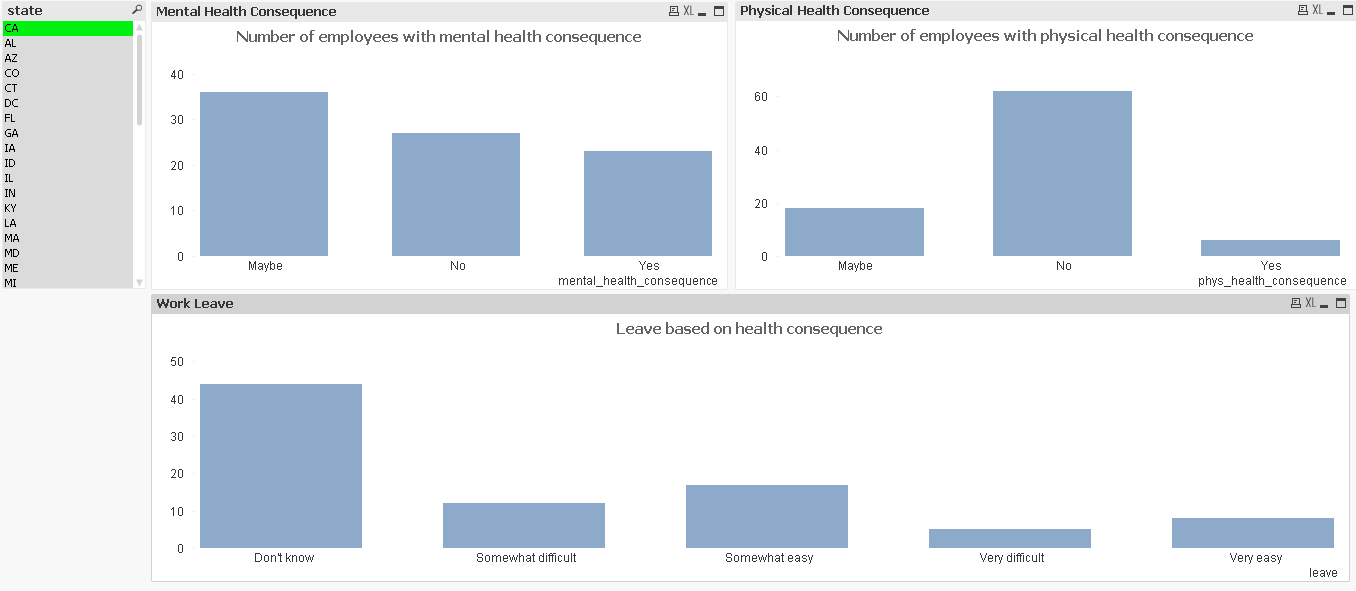 state
CA
AL
AZ
CO
CT
DC
FL
GA
IA
ID
IL
IN
KY
LA
MA
MD
ME
MI
Mental Health Consequence XL
Number of employees with mental health consequence
40
30
20
10
0
Maybe No Yes
mental_health_consequence
Physical Health Consequence XL
Number of employees with physical health consequence
60
40
20
0
Maybe No Yes
phys_health_consequence
Work Leave XL
Leave based on health consequence
50
40
30
20
10
0
Don't know Somewhat difficult Somewhat easy Very difficult Very easy
leave